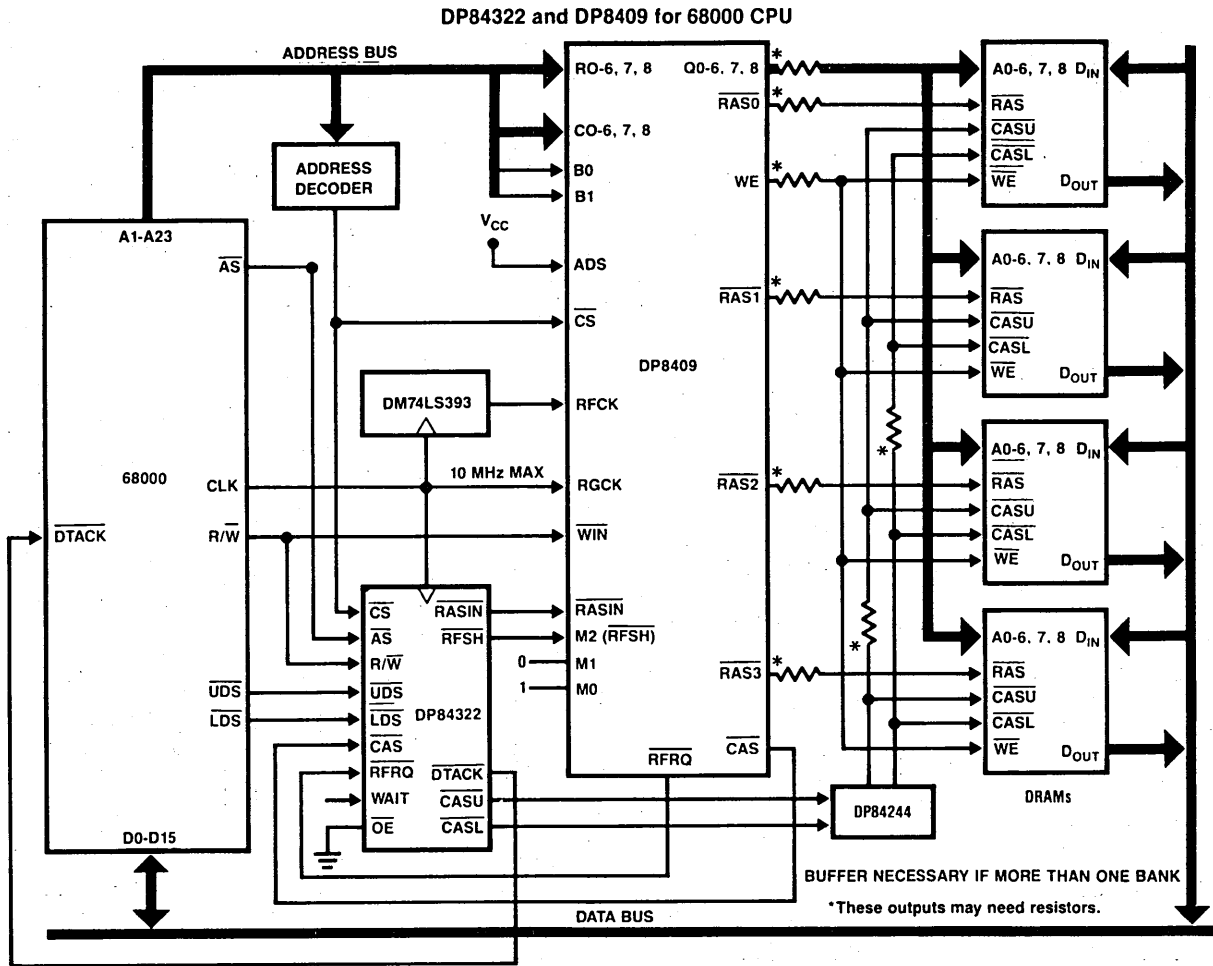 DP84322 and DP8409 for 68000 CPU
ADDRESS BUS
ADDRESS
DECODER
A1-A23
AS
68000
CLK
DTACK
R/W
UDS
LDS
D0-D15
VCC
DM74LS393
10 MHz MAX
CS
AS
R/W
UDS
LDS
CAS
RFRQ
WAIT
OE
RASIN
RFSH
DP84322
DTACK
CASU
CASL
0
1
RO-6, 7, 8
CO-6, 7, 8
B0
B1
ADS
CS
RFCK
RGCK
WIN
RASIN
M2 (RFSH)
M1
M0
DP8409
Q0-6, 7, 8
*
RAS0
*
WE
*
RAS1
*
RAS2
*
RAS3
*
CAS
RFRQ
A0-6, 7, 8 DIN
RAS
CASU
CASL
WE DOUT
A0-6, 7, 8 DIN
RAS
CASU
CASL
WE DOUT
*
A0-6, 7, 8 DIN
RAS
CASU
CASL
WE DOUT
*
A0-6, 7, 8 DIN
RAS
CASU
CASL
WE DOUT
DRAMs
DP84244
BUFFER NECESSARY IF MORE THAN ONE BANK
*These outputs may need resistors.
DATA BUS